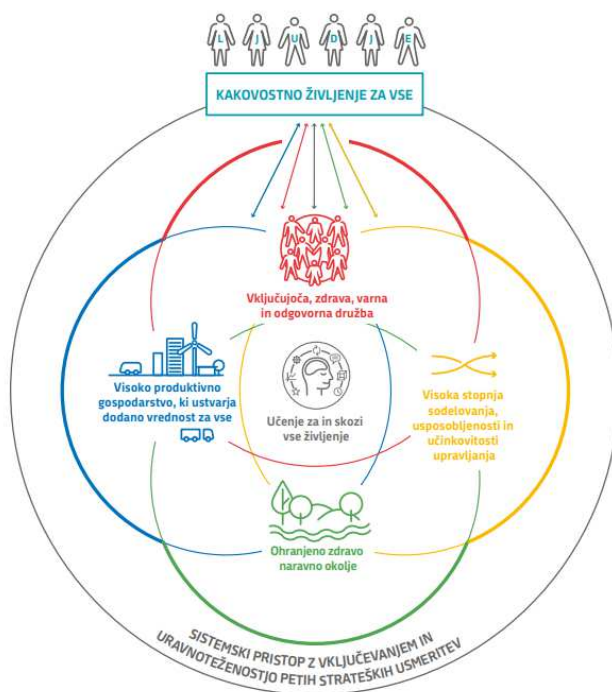 L J U D J E
KAKOVOSTNO ŽIVLJENJE ZA VSE
Vključujoča, zdrava, varna
in odgovorna družba
Visoko produktivno
gospodarstvo, ki ustvarja
dodano vrednost za vse
Učenje za in skozi
vse življenje
Visoka stopnja
sodelovanja,
usposobljenosti in
učinkovitosti
upravljanja
Ohranjeno zdravo
naravno okolje
SISTEMSKI PRISTOP Z VKLJUČEVANJEM IN
URAVNOTEŽENOSTJO PETIH STRATEŠKIH USMERITEV